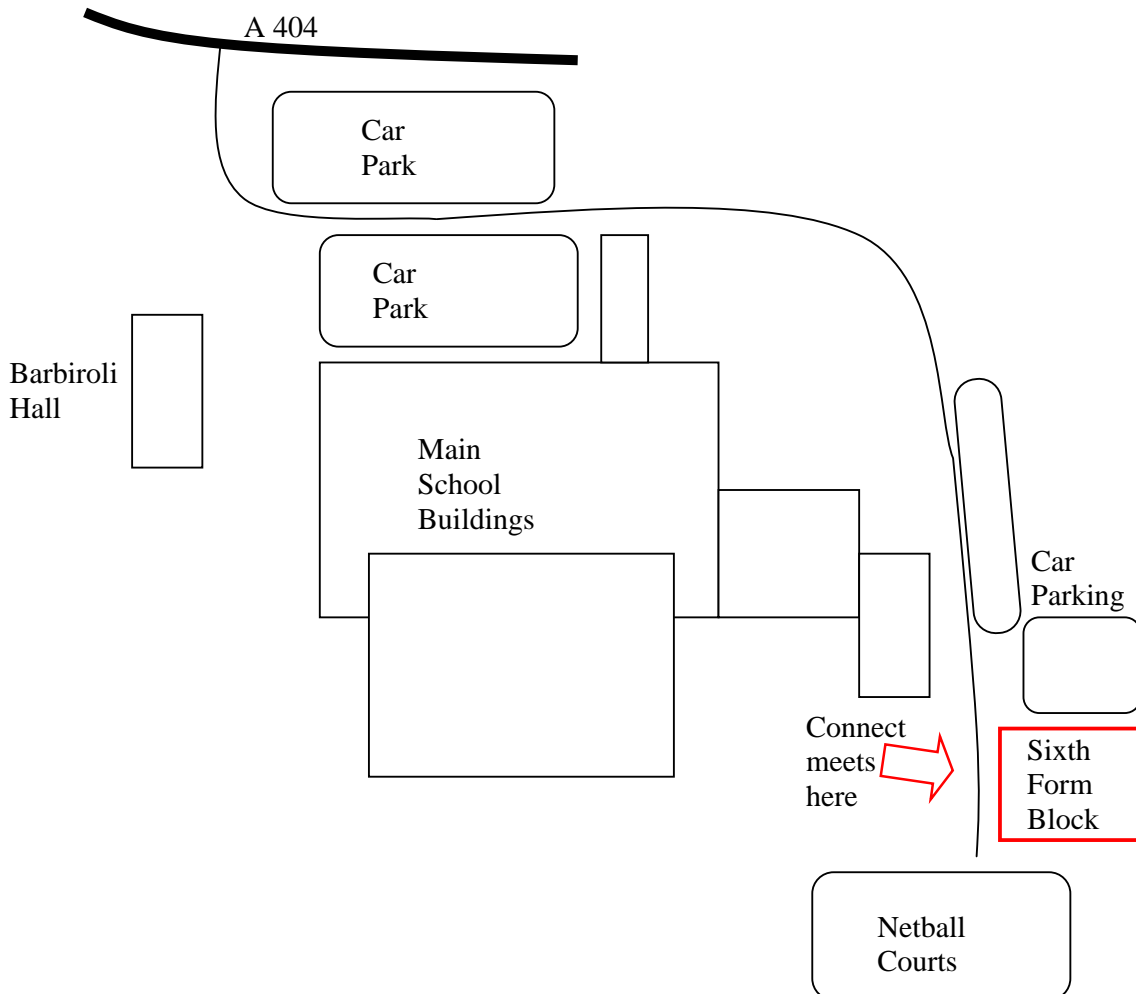 A 404
Car
Park
Car
Park
Barbiroli
Hall
Main
School
Buildings
Car
Parking
Connect
meets
here
Sixth
Form
Block
Netball
Courts